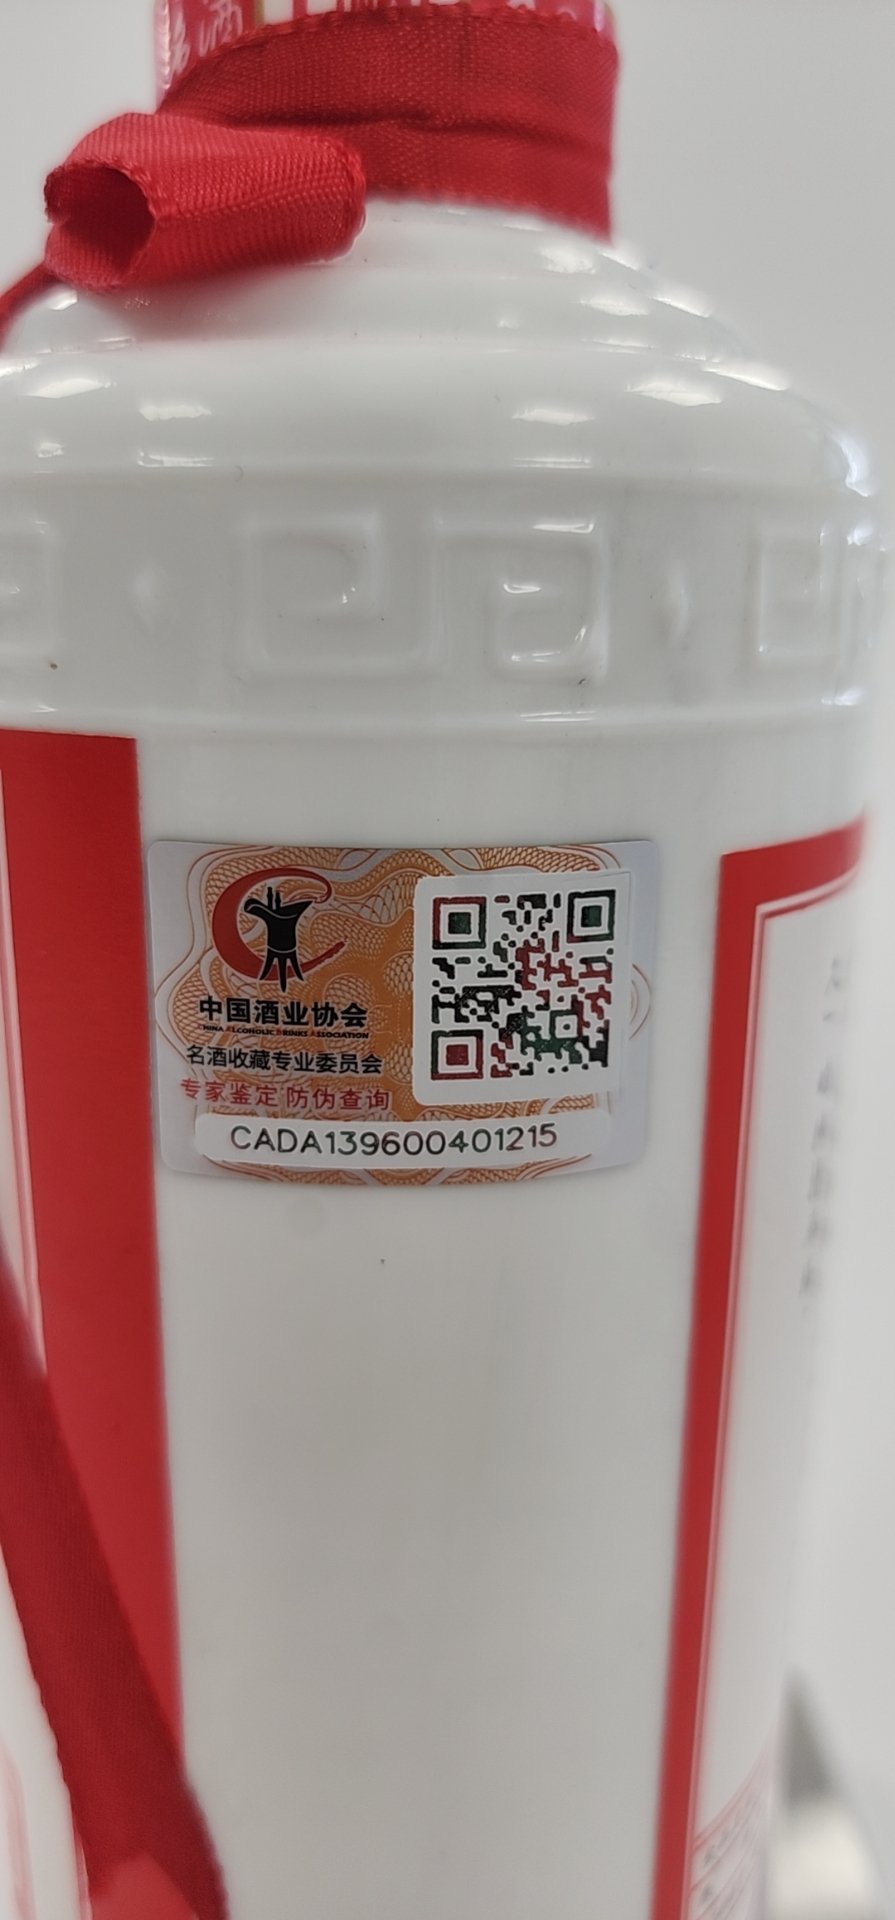 酒
中国酒业协会
CHINA ALCOHOLIC DRINKS ASSOCIATION
名酒收藏专业委员会
专家鉴定 防伪查询
CADA139600401215